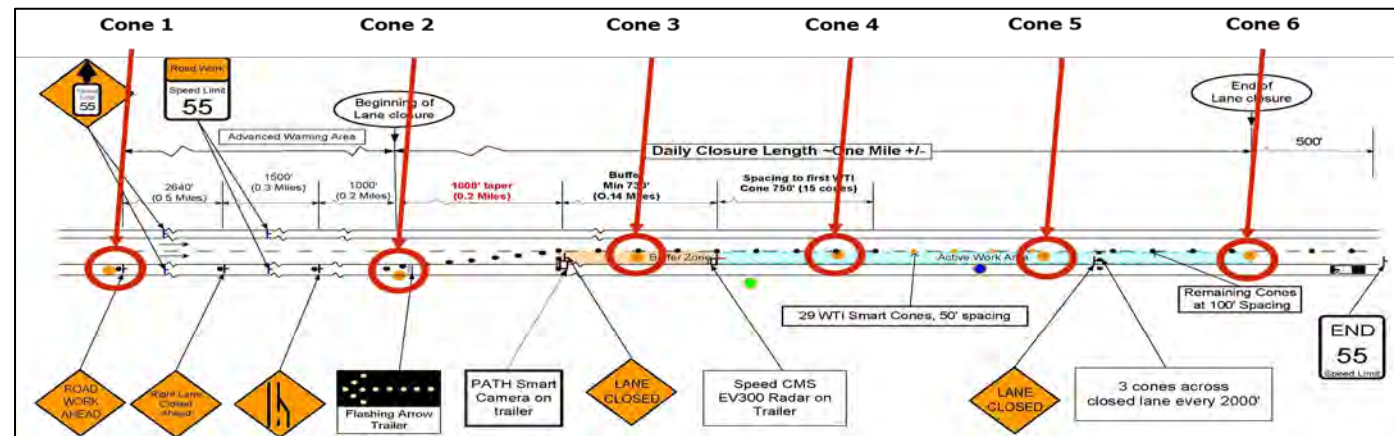 Cone 1
Cone 2
Cone 3
Cone 4
Cone 5
Cone 6
55
Road Work
Speed Limit
55
Beginning of
Lane closure
End of
Lane closure
Advanced Warning Area
Daily Closure Length ~One Mile +/-
500'
2640'
(0.5 Miles)
1500'
(0.3 Miles)
1000'
(0.2 Miles)
1000' taper
(0.2 Miles)
Buffer
Min 730'
(0.14 Miles)
Spacing to first WTI
Cone 750' (15 cones)
Buffer Zone
Active Work Area
29 WTI Smart Cones, 50' spacing
Remaining Cones
at 100' Spacing
ROAD
WORK
AHEAD
Right Lane
Closed
Ahead
Flashing Arrow
Trailer
PATH Smart
Camera on
trailer
LANE
CLOSED
Speed CMS
EV300 Radar on
Trailer
LANE
CLOSED
3 cones across
closed lane every 2000'
END
55
Speed Limit